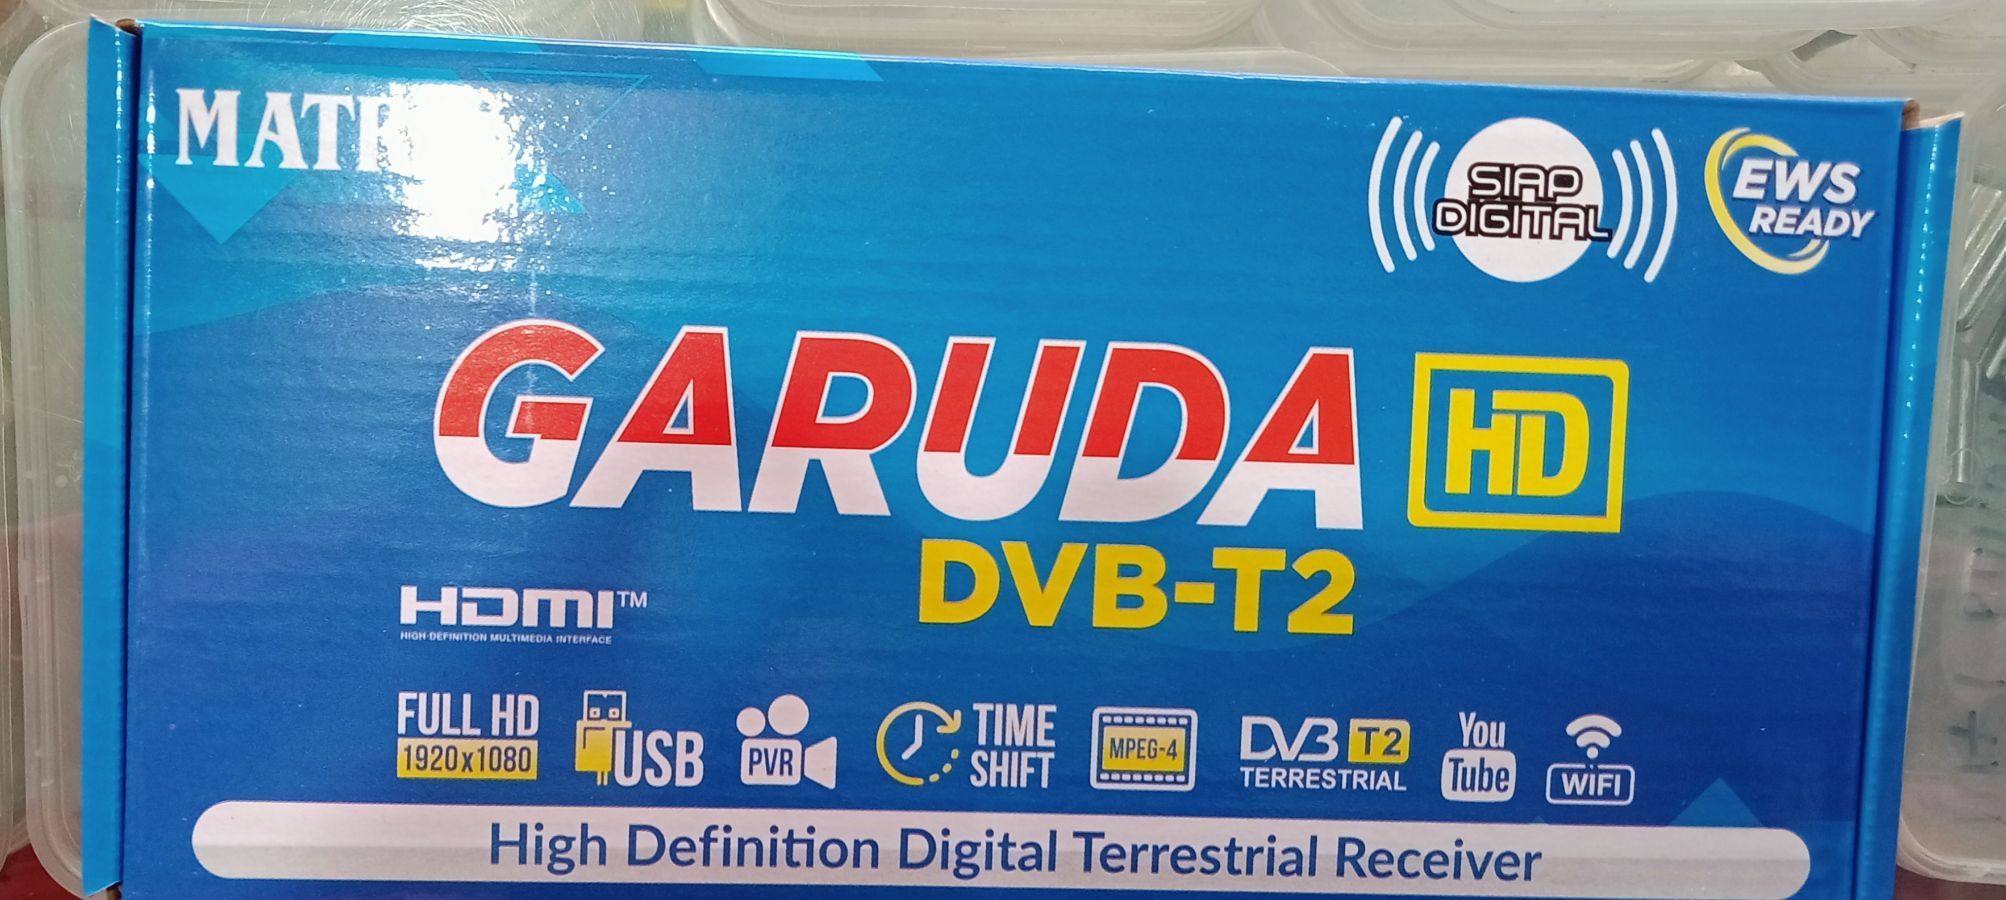 SIAP
DIGITAL
EWS
READY
GARUDA HD
DVB-T2
HDMI™
HIGH-DEFINITION MULTIMEDIA INTERFACE
FULL HD
1920x1080
USB
PVR
TIME
SHIFT
MPEG-4
DVB T2
TERRESTRIAL
You
Tube
WiFi
High Definition Digital Terrestrial Receiver